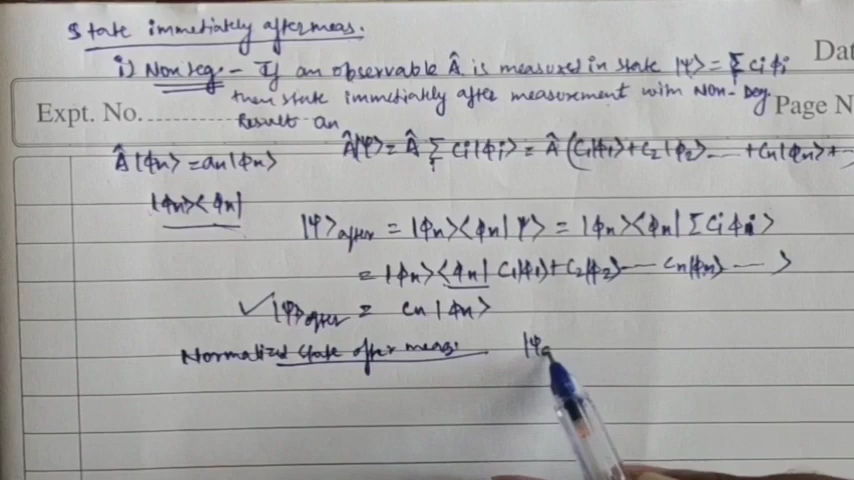 State immediately after meas.
i) Non deg. - If an observable Â is measured in state |ψ> = Σ ci φi
i
Dat
then state immediatly after measurement with Non-Deg
Expt. No.
Result an
Page N
Â|φn> = an|φn>
Â|ψ> = Â Σ ci|φi> = Â (c1|φ1> + c2|φ2> ---- + cn|φn> + --
i
|φn><φn|
|ψ>after = |φn><φn|ψ> = |φn><φn| Σ ci φi>
= |φn><φn| c1|φ1> + c2|φ2> --- cn|φn> --- >
✓|ψ>after = cn|φn>
Normalized state after meas.
|ψa